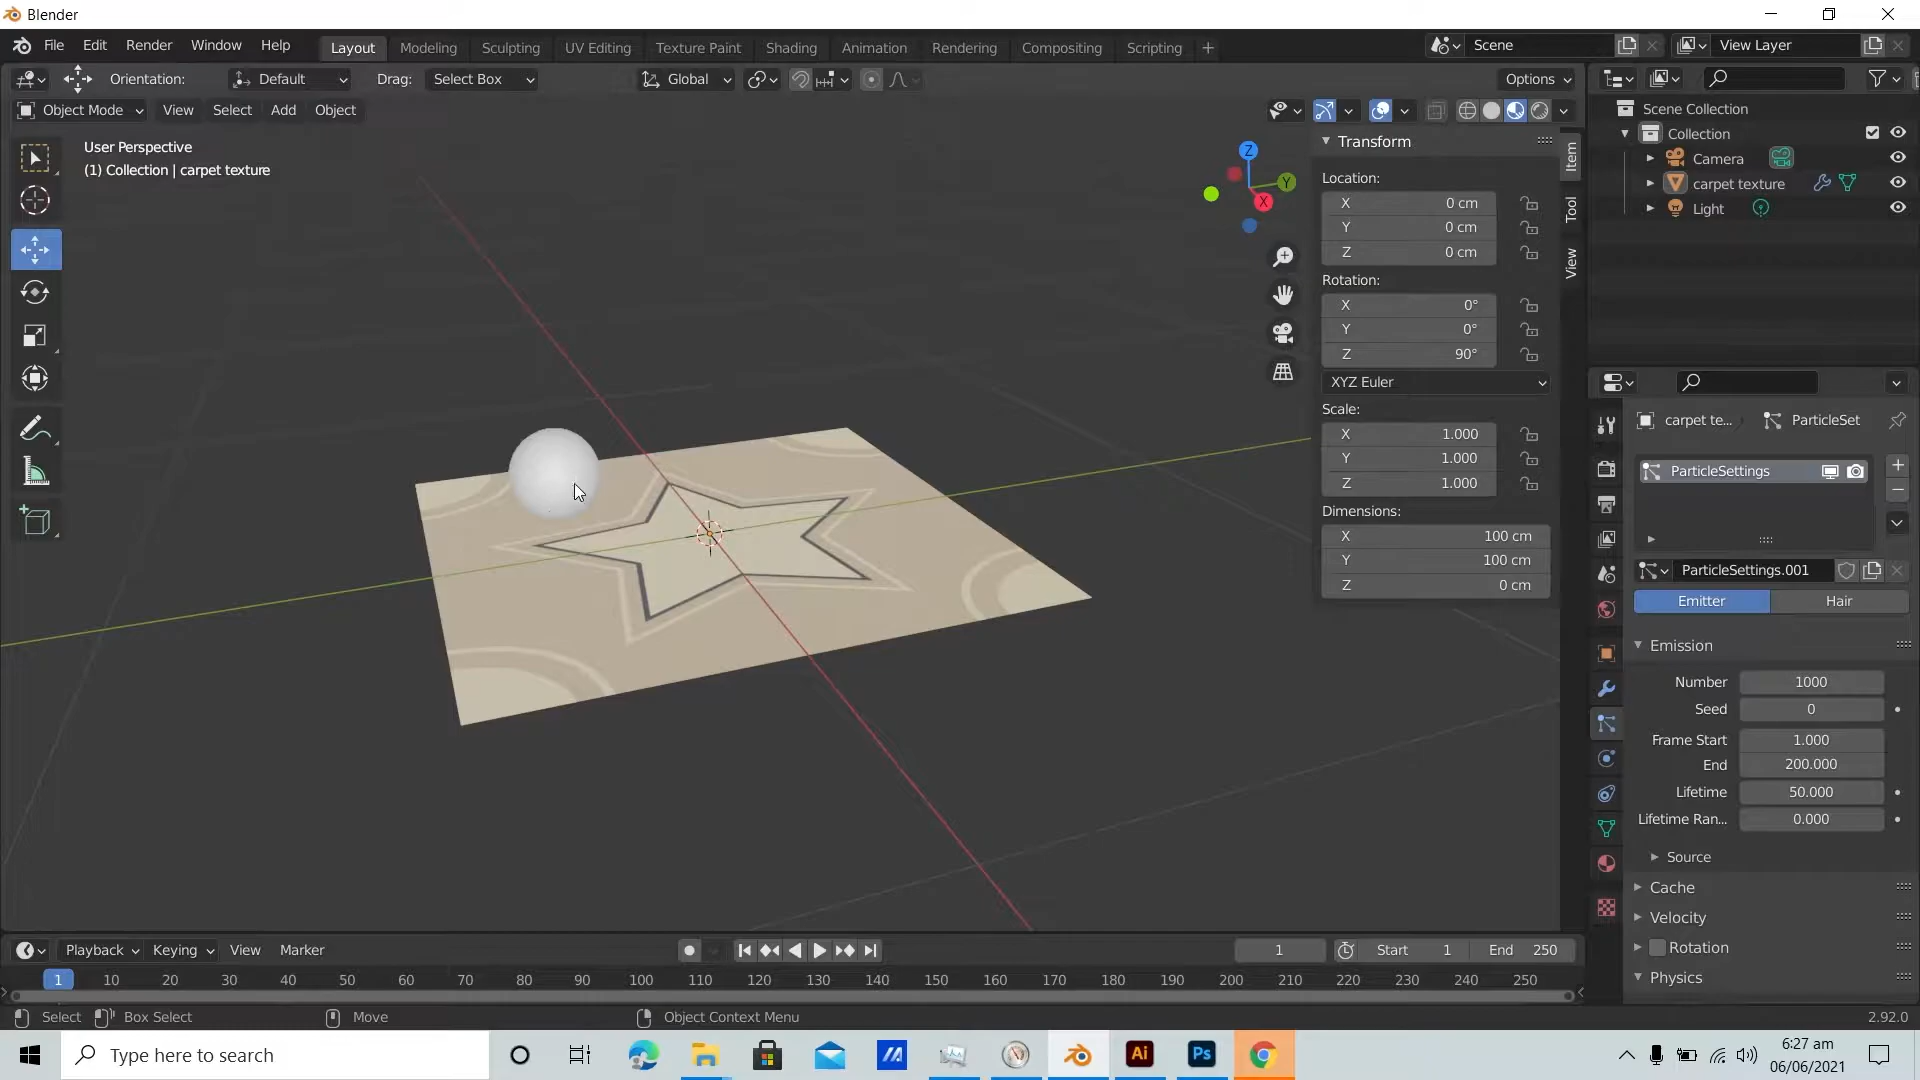 Blender
File Edit Render Window Help Layout Modeling Sculpting UV Editing Texture Paint Shading Animation Rendering Compositing Scripting + Scene View Layer
Orientation: Default Drag: Select Box Global Options
Object Mode View Select Add Object
User Perspective
(1) Collection | carpet texture
Z
Y
X
Transform
Location:
X 0 cm
Y 0 cm
Z 0 cm
Rotation:
X 0°
Y 0°
Z 90°
XYZ Euler
Scale:
X 1.000
Y 1.000
Z 1.000
Dimensions:
X 100 cm
Y 100 cm
Z 0 cm
Item
Tool
View
Scene Collection
Collection
Camera
carpet texture
Light
carpet te... ParticleSet
ParticleSettings
ParticleSettings.001
Emitter Hair
Emission
Number 1000
Seed 0
Frame Start 1.000
End 200.000
Lifetime 50.000
Lifetime Ran... 0.000
Source
Cache
Velocity
Rotation
Physics
Playback Keying View Marker 1 Start 1 End 250
1 10 20 30 40 50 60 70 80 90 100 110 120 130 140 150 160 170 180 190 200 210 220 230 240 250
Select Box Select Move Object Context Menu 2.92.0
Type here to search
Ai
Ps
6:27 am
06/06/2021